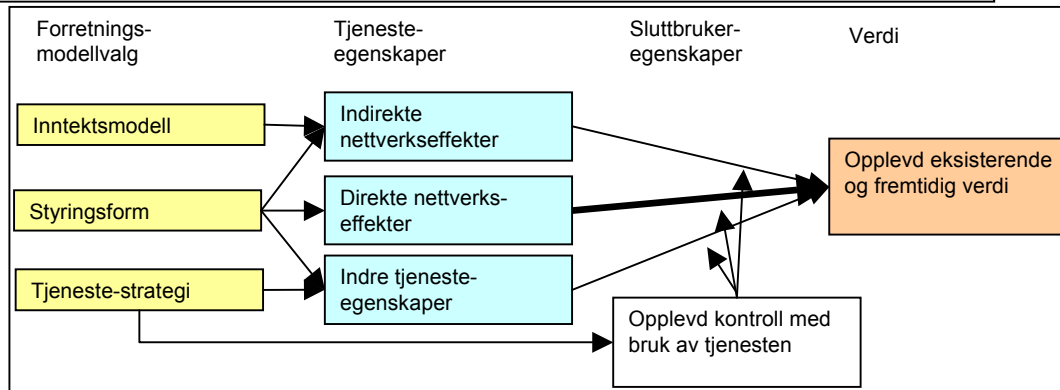 Forretnings-
modellvalg
Tjeneste-
egenskaper
Sluttbruker-
egenskaper
Verdi
Inntektsmodell
Indirekte
nettverkseffekter
Opplevd eksisterende
og fremtidig verdi
Styringsform
Direkte nettverks-
effekter
Tjeneste-strategi
Indre tjeneste-
egenskaper
Opplevd kontroll med
bruk av tjenesten